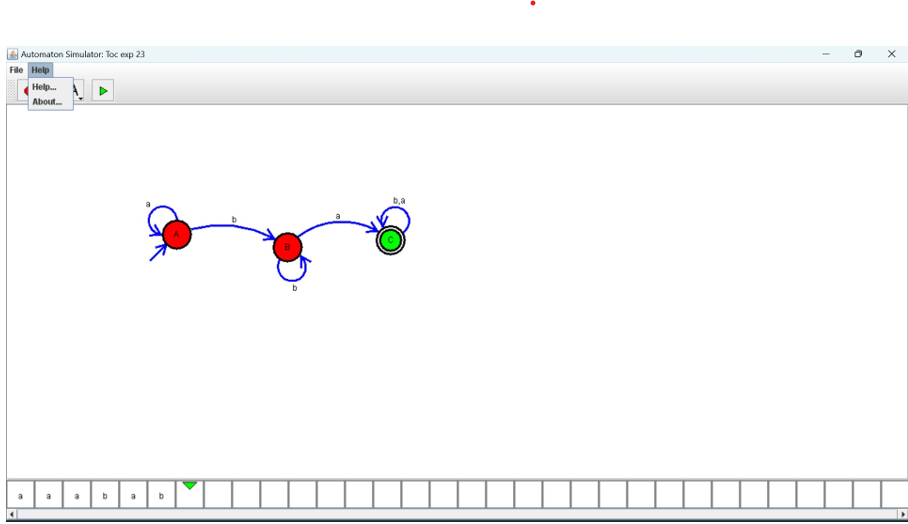 Automaton Simulator: Toc exp 23
File Help
Help...
About...
A
a
b
a
b,a
A
B
C
b
a a a b a b